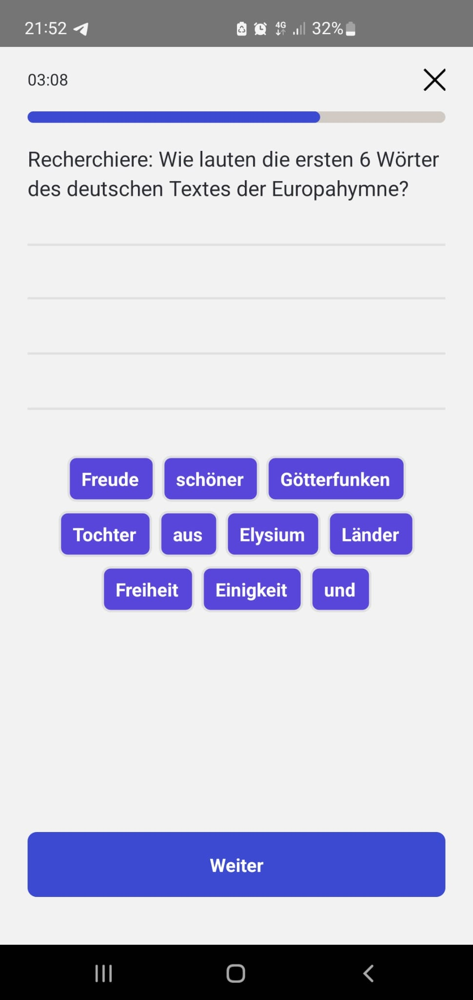 21:52 4G 32%
03:08
Recherchiere: Wie lauten die ersten 6 Wörter
des deutschen Textes der Europahymne?
Freude schöner Götterfunken
Tochter aus Elysium Länder
Freiheit Einigkeit und
Weiter